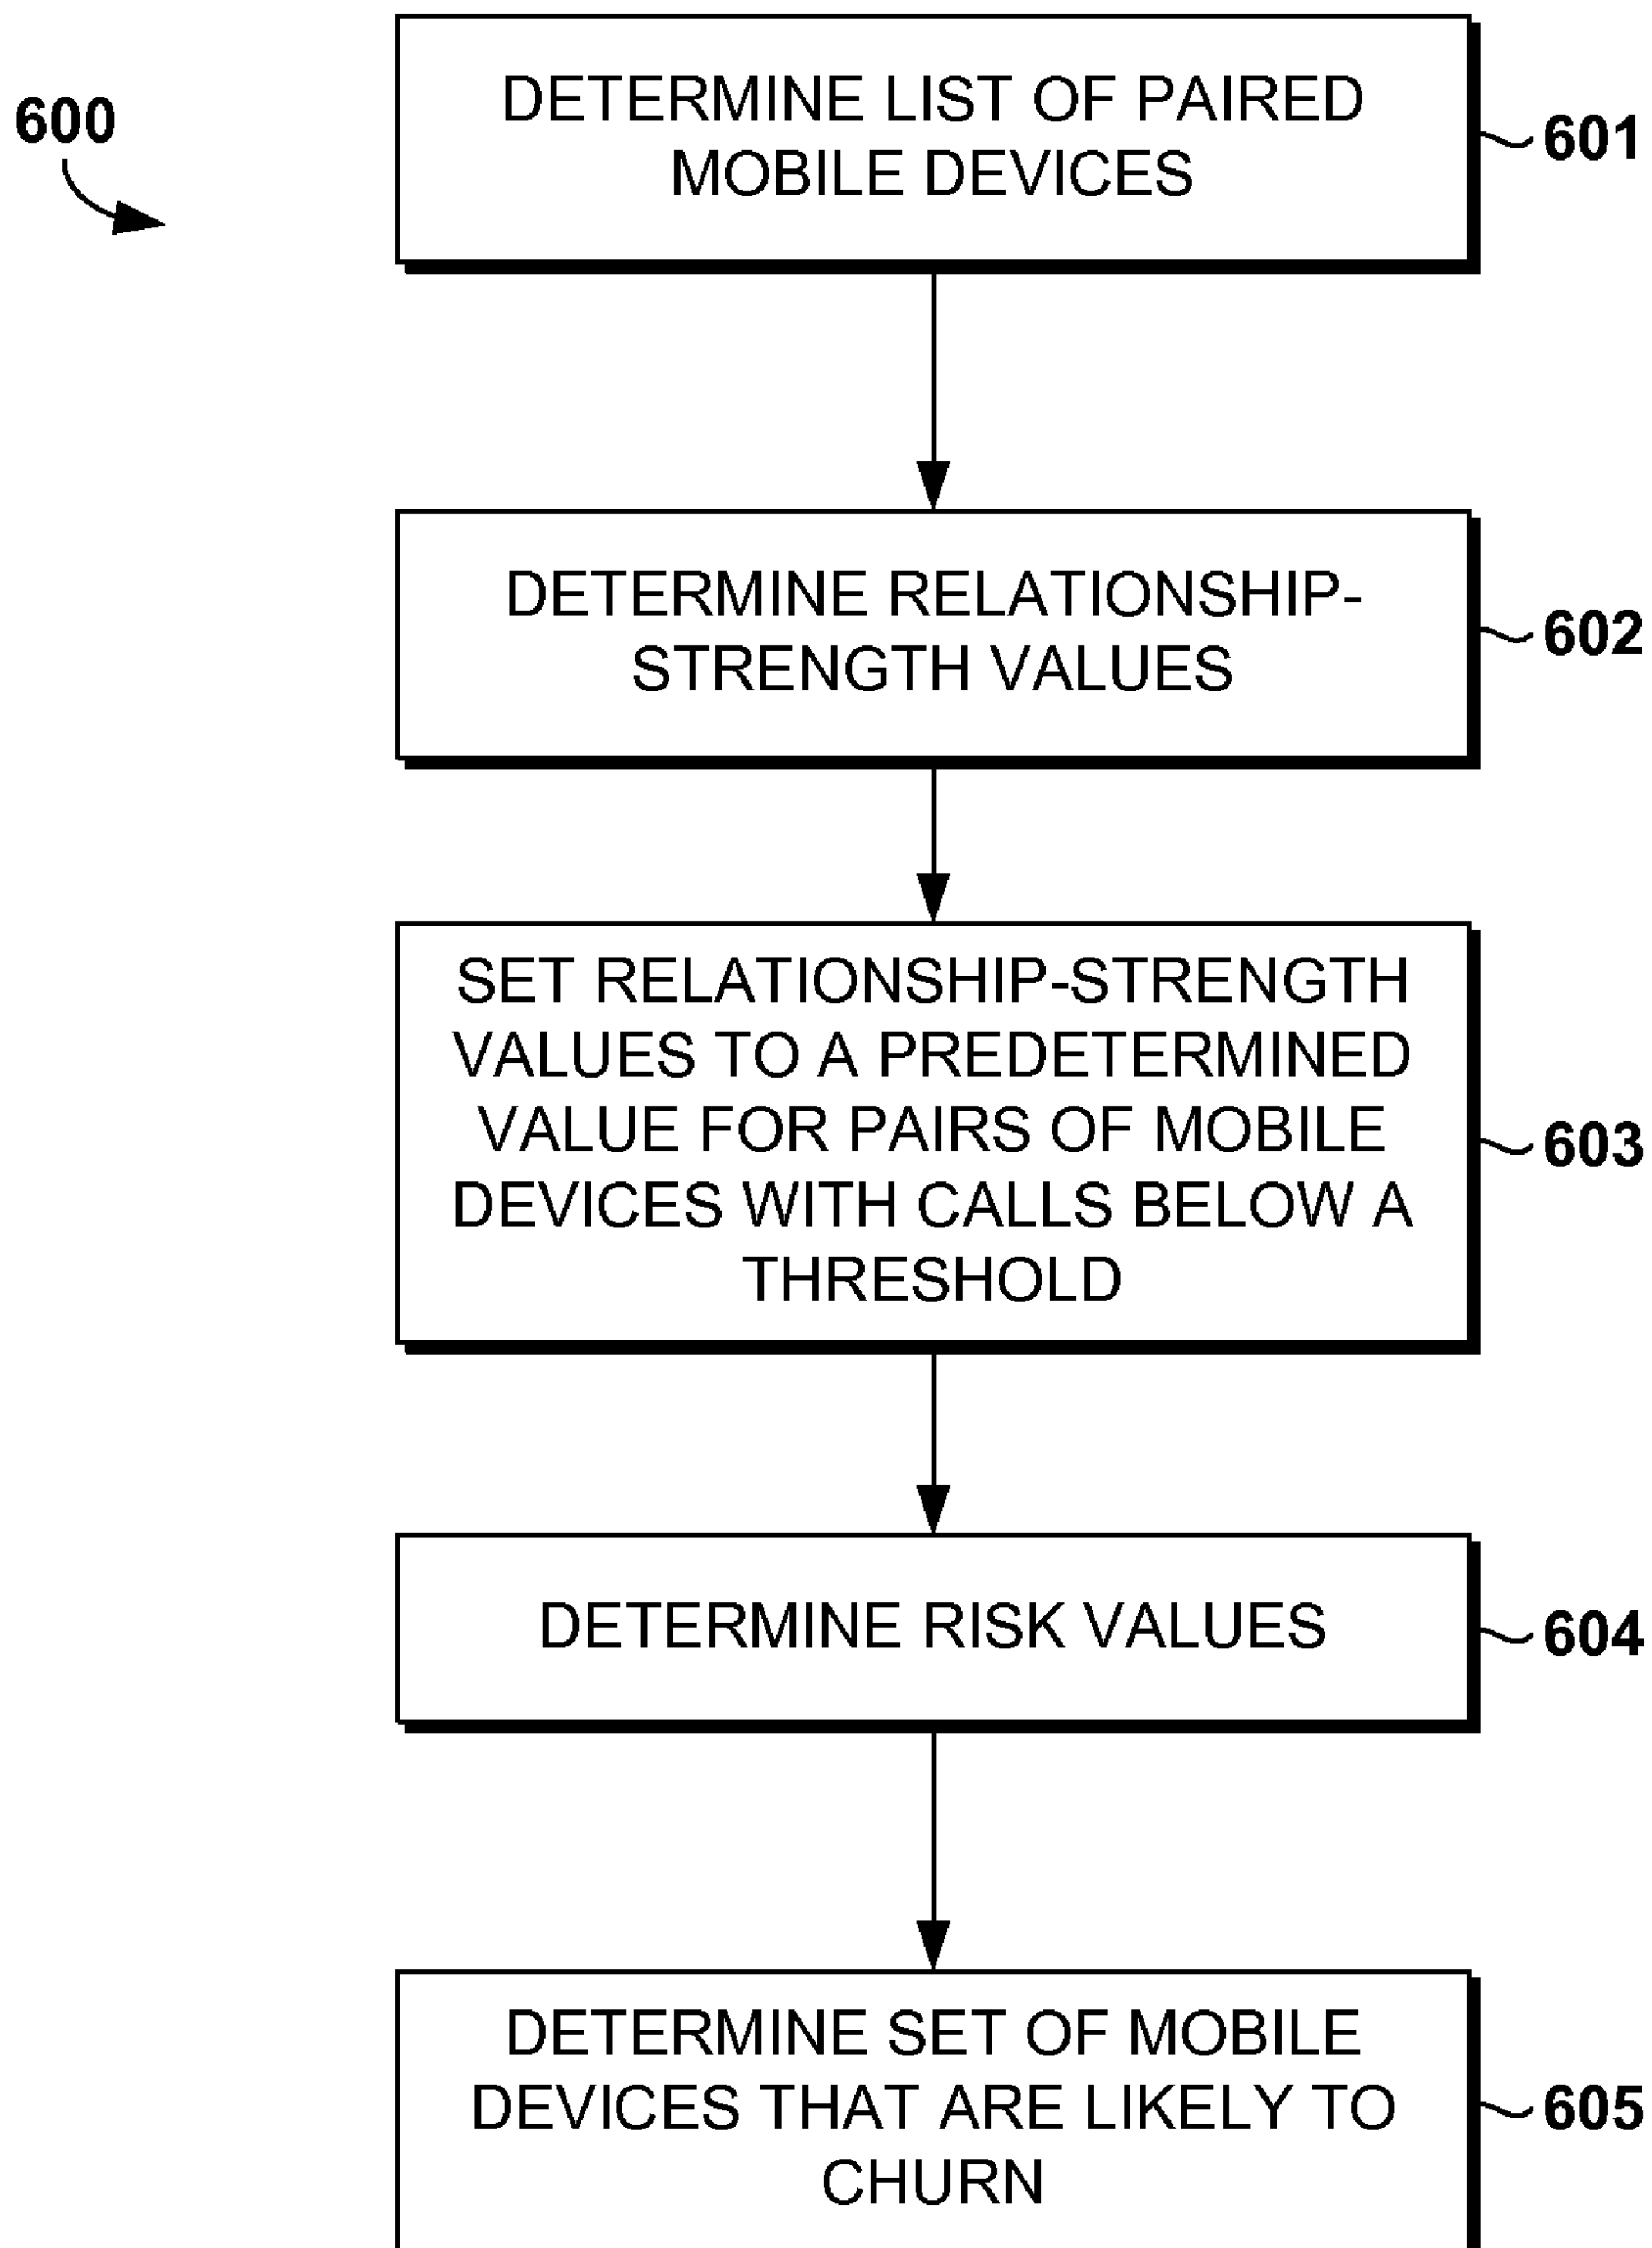 600
DETERMINE LIST OF PAIRED
MOBILE DEVICES
601
DETERMINE RELATIONSHIP-
STRENGTH VALUES
602
SET RELATIONSHIP-STRENGTH
VALUES TO A PREDETERMINED
VALUE FOR PAIRS OF MOBILE
DEVICES WITH CALLS BELOW A
THRESHOLD
603
DETERMINE RISK VALUES
604
DETERMINE SET OF MOBILE
DEVICES THAT ARE LIKELY TO
CHURN
605